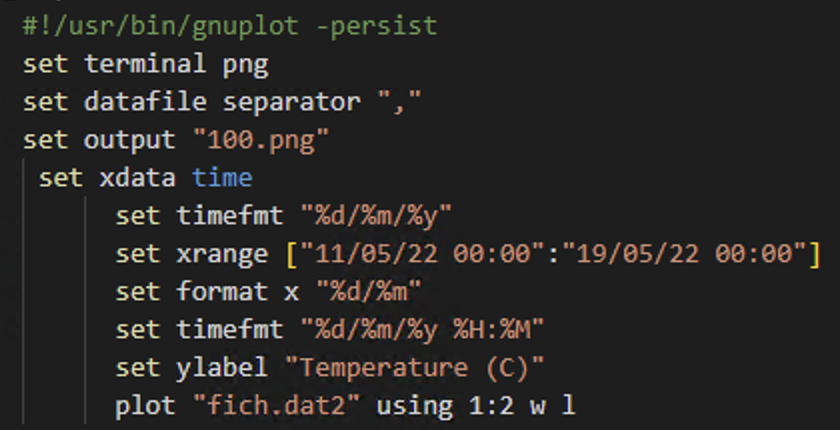 #!/usr/bin/gnuplot -persist
set terminal png
set datafile separator ","
set output "100.png"
set xdata time
set timefmt "%d/%m/%y"
set xrange ["11/05/22 00:00":"19/05/22 00:00"]
set format x "%d/%m"
set timefmt "%d/%m/%y %H:%M"
set ylabel "Temperature (C)"
plot "fich.dat2" using 1:2 w l